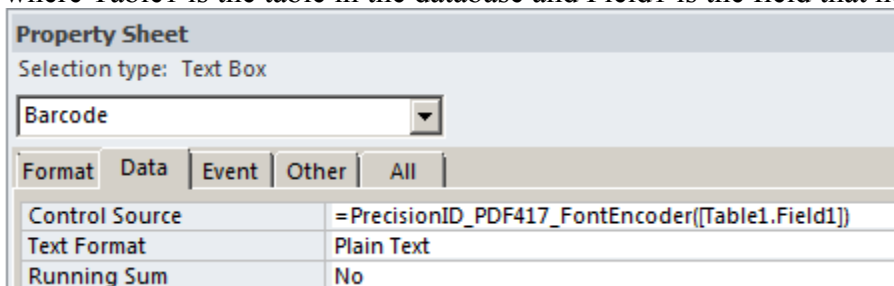 where Table1 is the table in the database and Field1 is the field that
Property Sheet
Selection type: Text Box
Barcode
Format Data Event Other All
Control Source =PrecisionID_PDF417_FontEncoder([Table1.Field1])
Text Format Plain Text
Running Sum No